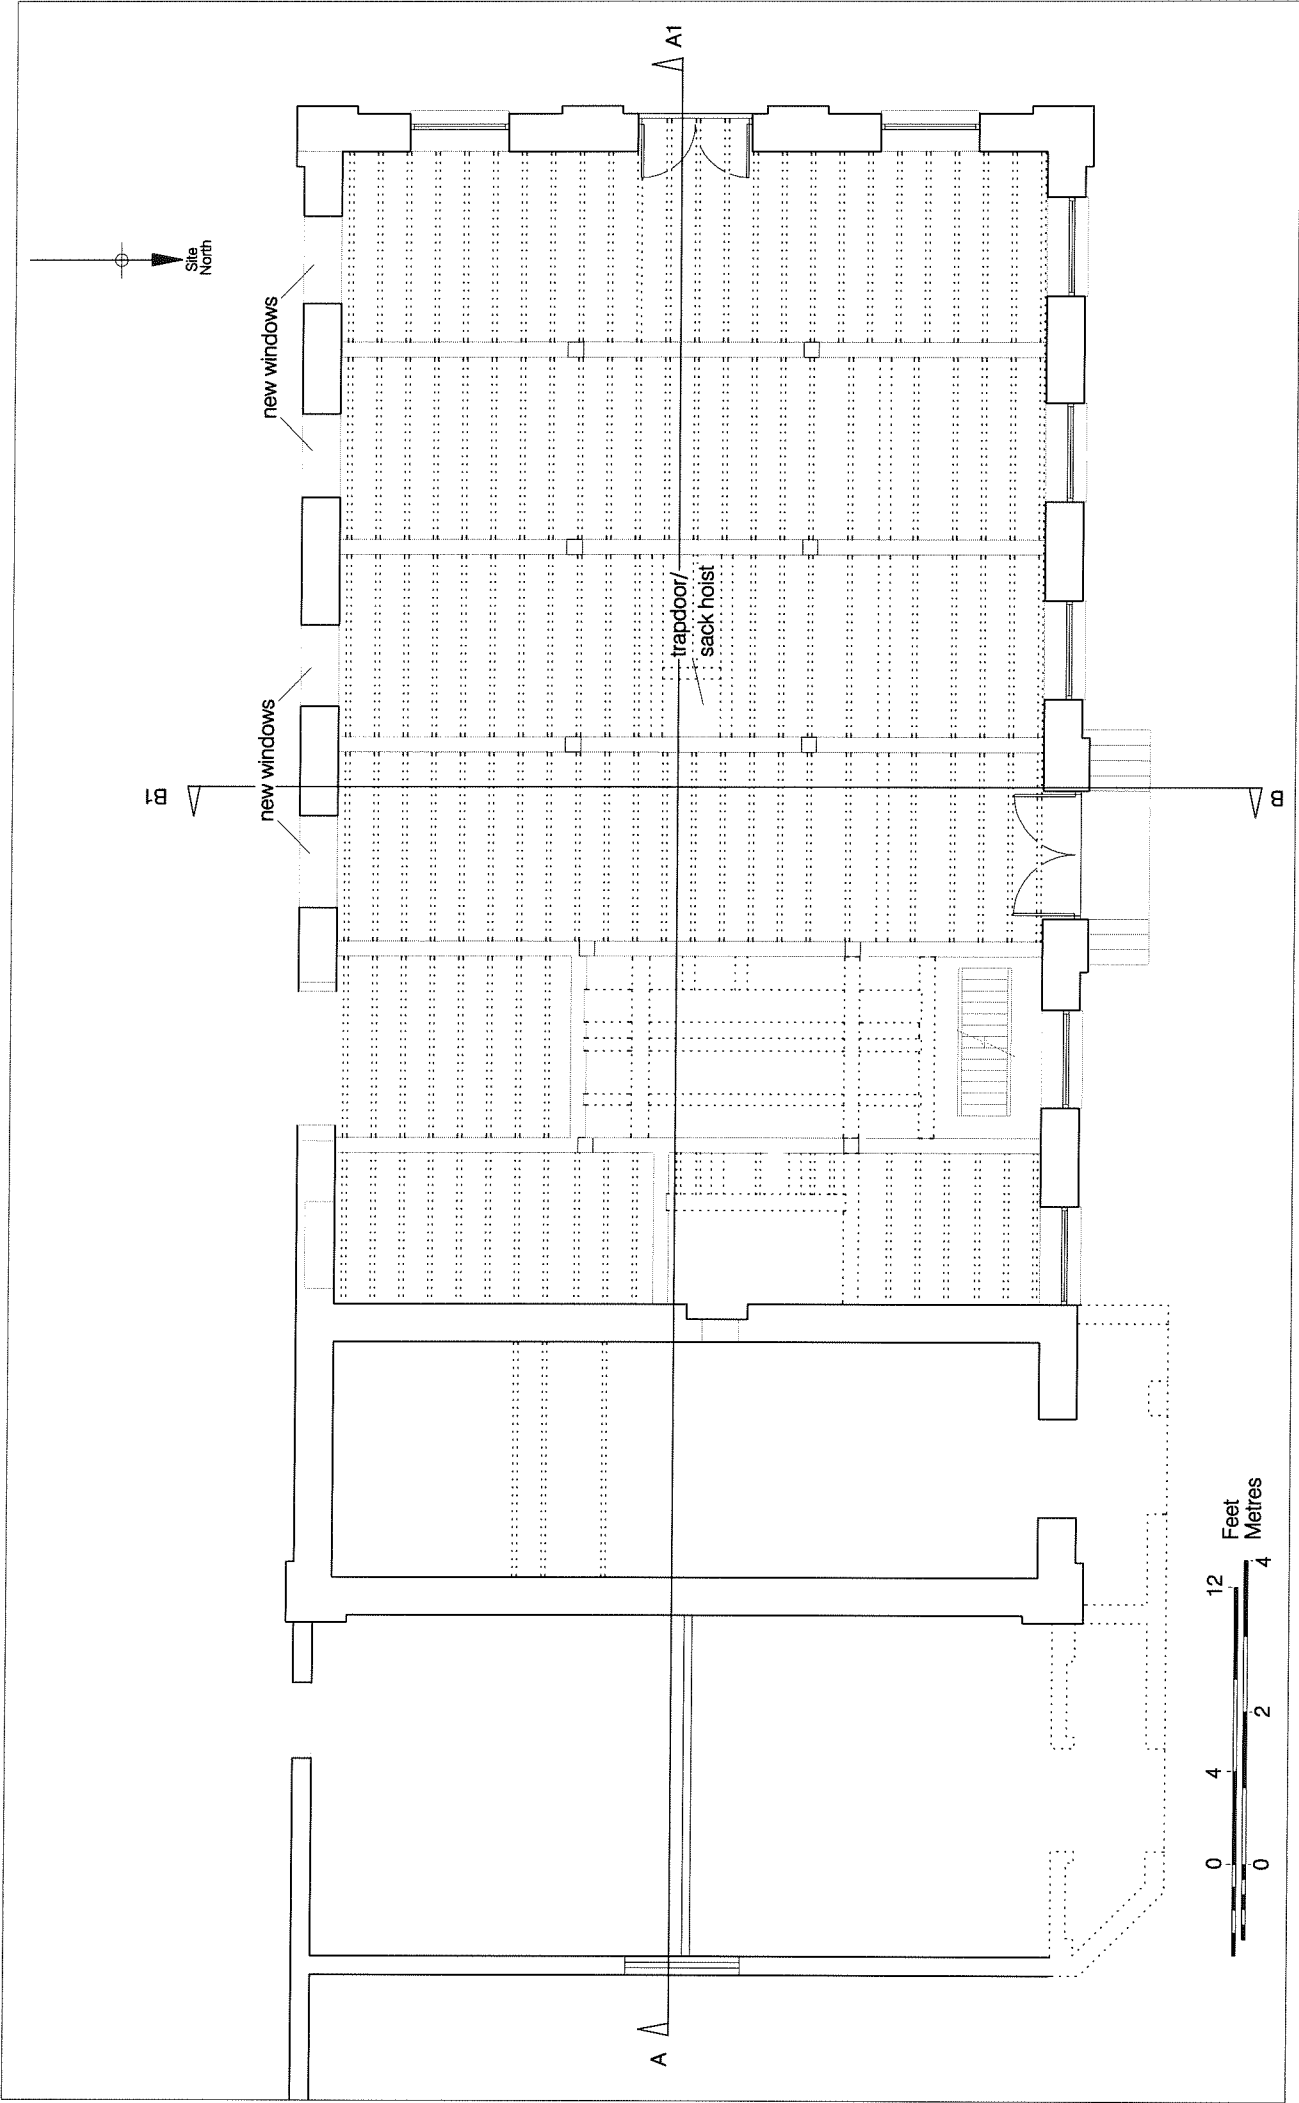 A1
Site
North
new windows
trapdoor/
sack hoist
new windows
B1
B
A
Feet
Metres
0 4 12
0 2 4